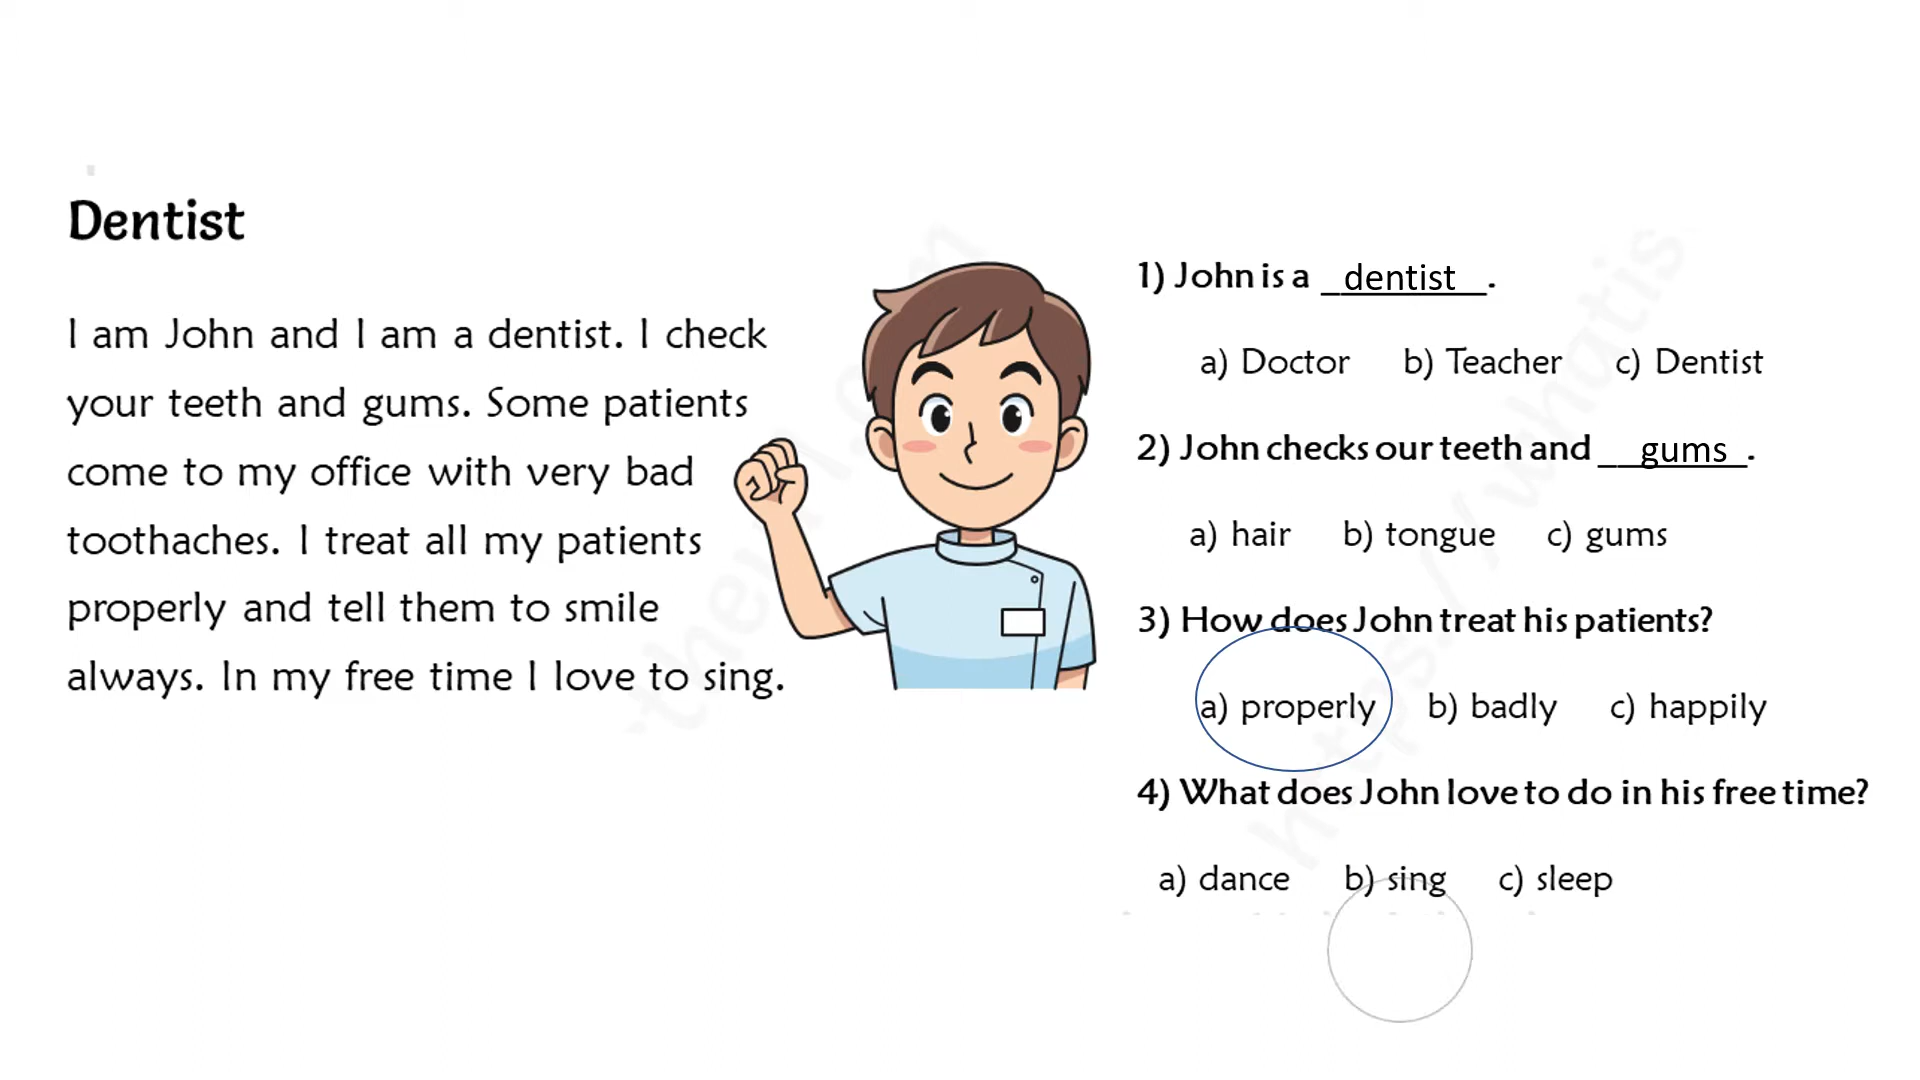 Dentist
I am John and I am a dentist. I check
your teeth and gums. Some patients
come to my office with very bad
toothaches. I treat all my patients
properly and tell them to smile
always. In my free time I love to sing.
1) John is a _dentist_.
a) Doctor b) Teacher c) Dentist
2) John checks our teeth and __gums_.
a) hair b) tongue c) gums
3) How does John treat his patients?
a) properly b) badly c) happily
4) What does John love to do in his free time?
a) dance b) sing c) sleep